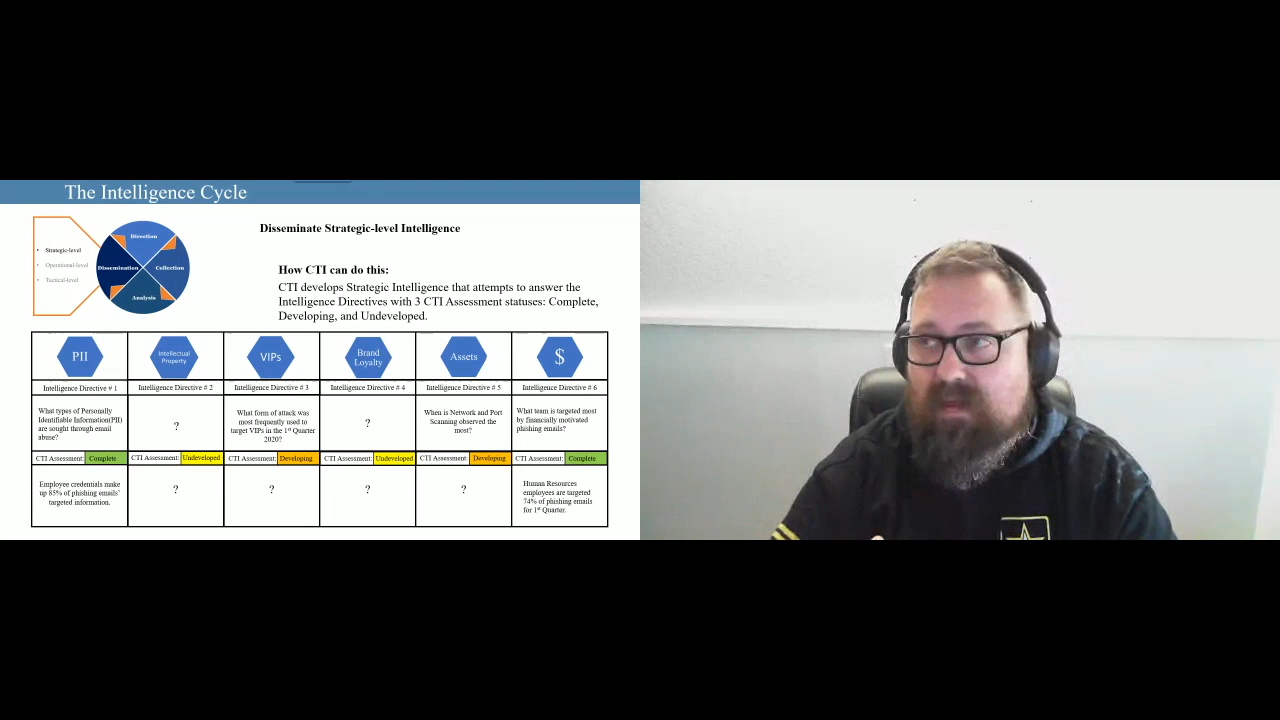 The Intelligence Cycle
Disseminate Strategic-level Intelligence
Direction
• Strategic-level
• Operational-level
• Tactical-level
Dissemination
Collection
Analysis
How CTI can do this:
CTI develops Strategic Intelligence that attempts to answer the
Intelligence Directives with 3 CTI Assessment statuses: Complete,
Developing, and Undeveloped.
PII
Intellectual
Property
VIPs
Brand
Loyalty
Assets
$
Intelligence Directive # 1
Intelligence Directive # 2
Intelligence Directive # 3
Intelligence Directive # 4
Intelligence Directive # 5
Intelligence Directive # 6
What types of Personally
Identifiable Information(PII)
are sought through email
abuse?
?
What form of attack was
most frequently used to
target VIPs in the 1st Quarter
2020?
?
When is Network and Port
Scanning observed the
most?
What team is targeted most
by financially motivated
phishing emails?
CTI Assessment: Complete
CTI Assessment: Undeveloped
CTI Assessment: Developing
CTI Assessment: Undeveloped
CTI Assessment: Developing
CTI Assessment: Complete
Employee credentials make
up 85% of phishing emails'
targeted information.
?
?
?
?
Human Resources
employees are targeted
74% of phishing emails
for 1st Quarter.